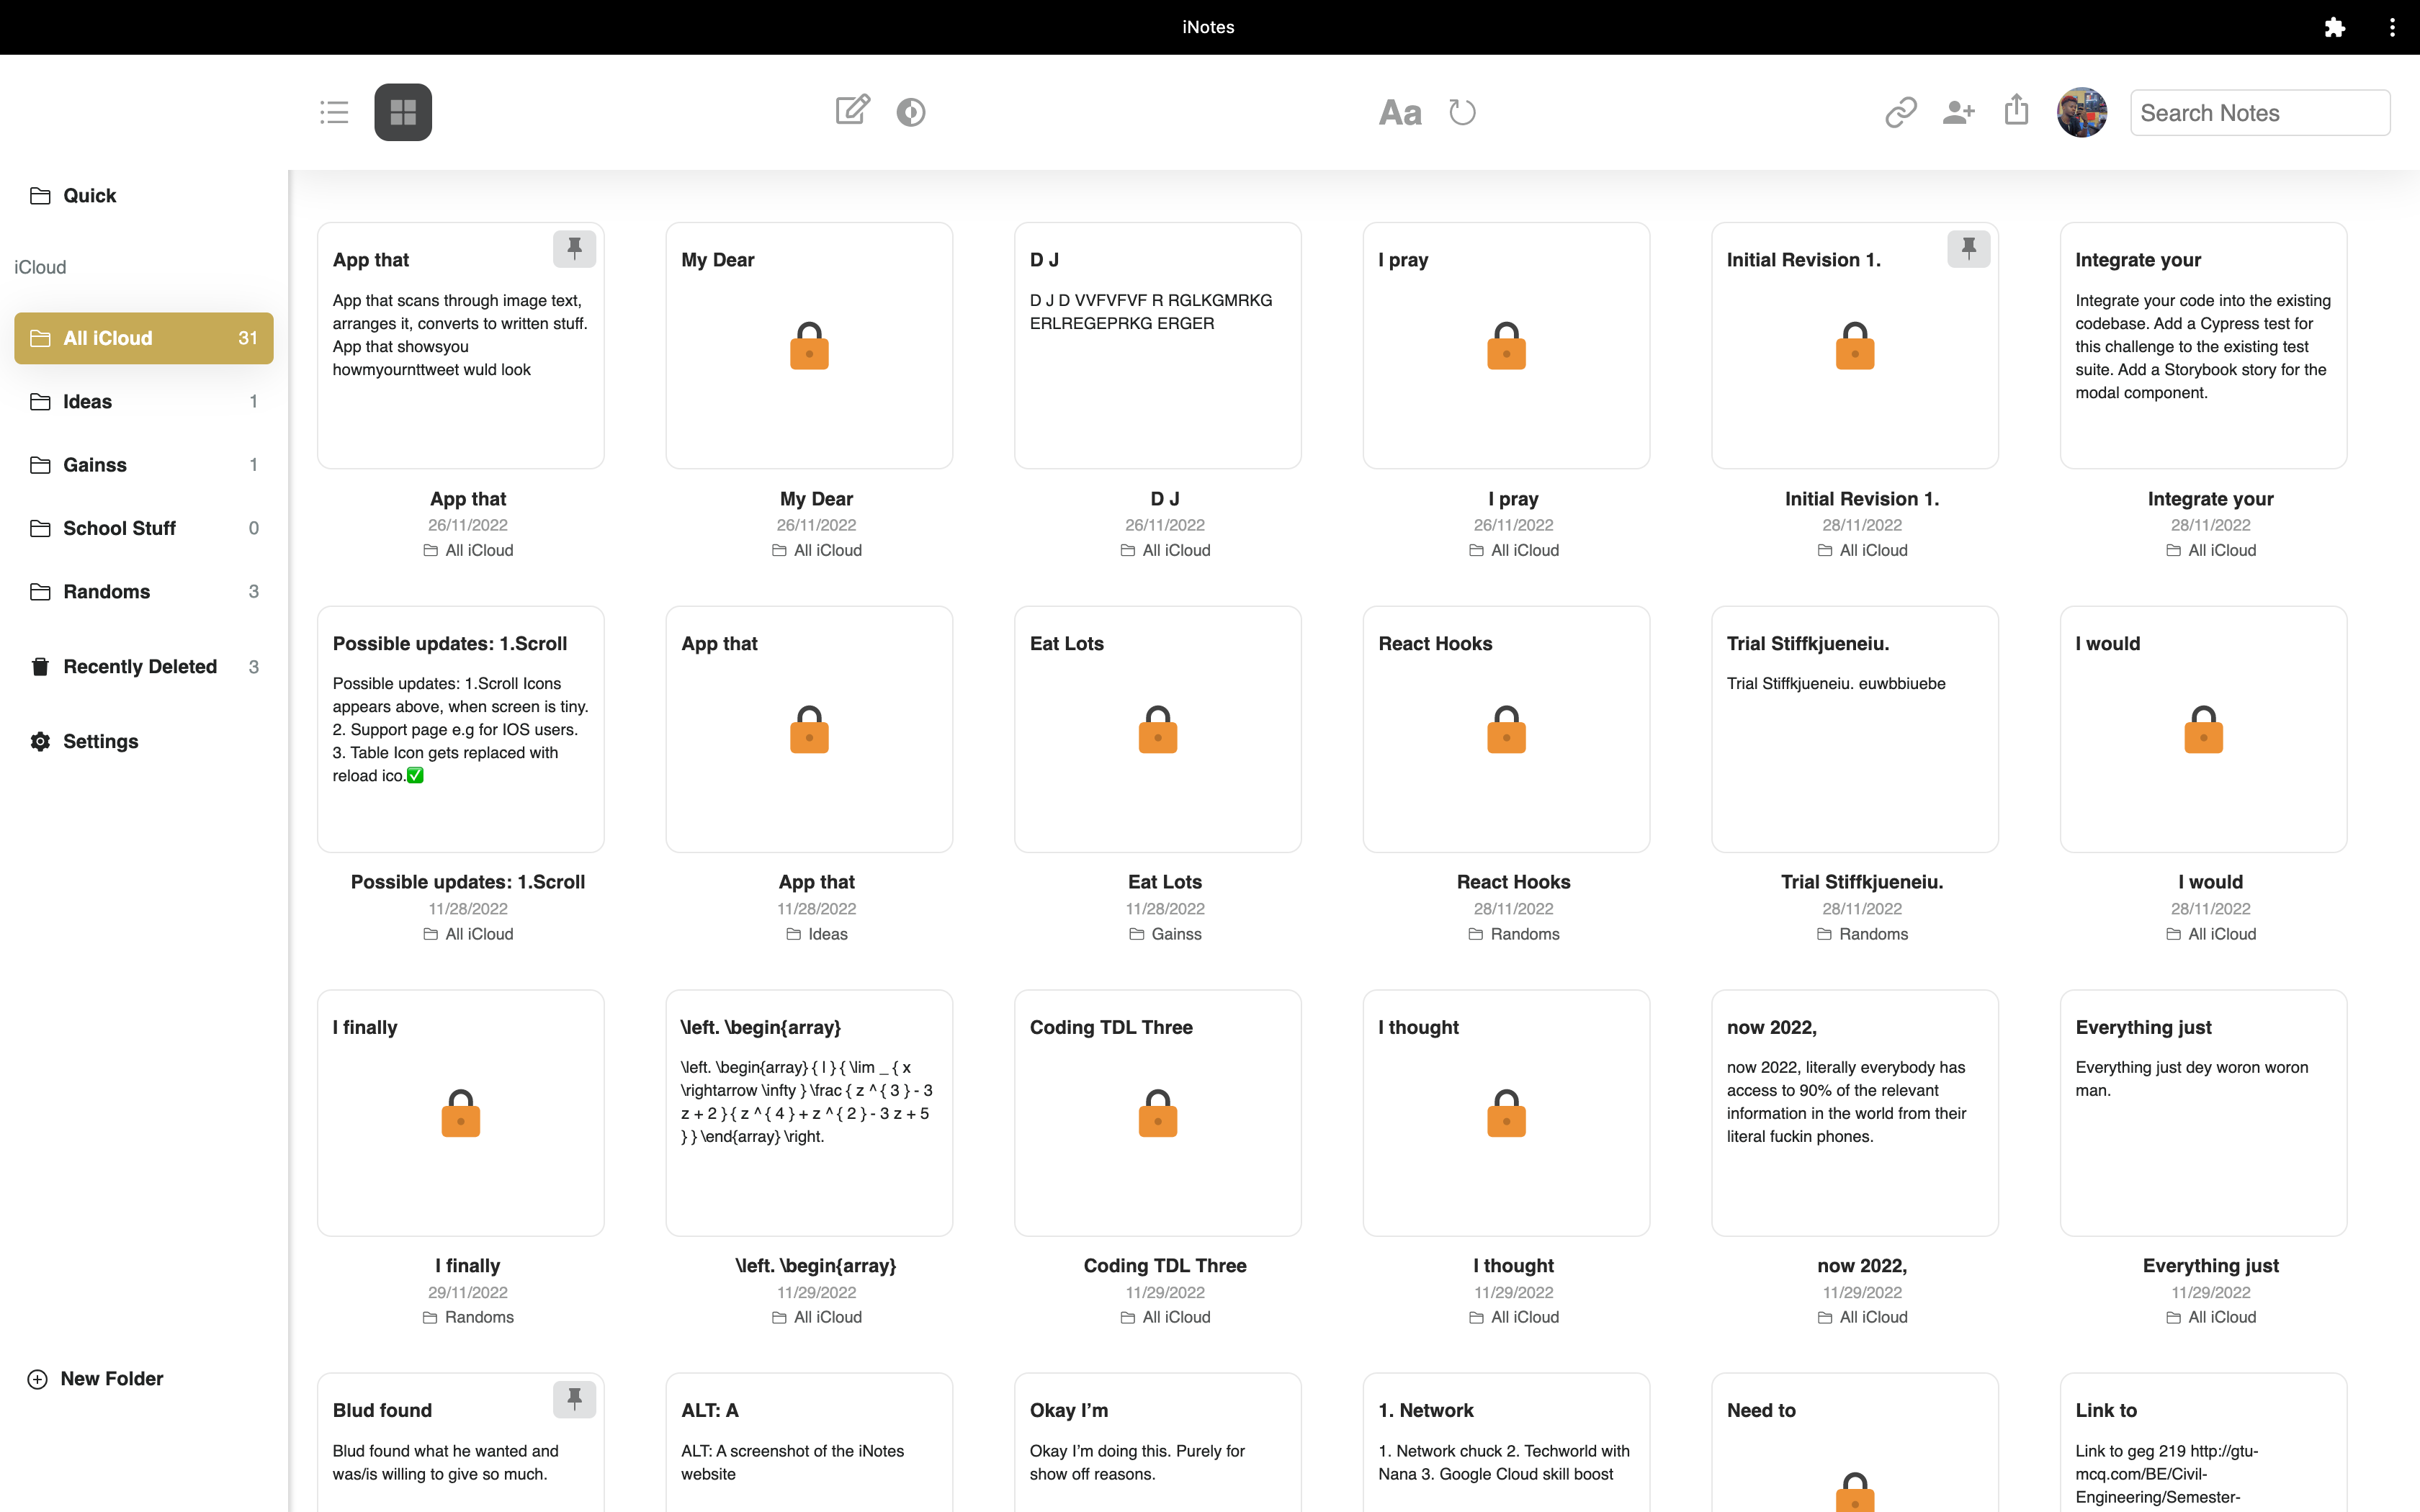 iNotes
Aa
Search Notes
Quick
iCloud
All iCloud 31
Ideas 1
Gainss 1
School Stuff 0
Randoms 3
Recently Deleted 3
Settings
New Folder
App that
App that scans through image text,
arranges it, converts to written stuff.
App that showsyou
howmyournttweet wuld look
App that
26/11/2022
All iCloud
My Dear
My Dear
26/11/2022
All iCloud
D J
D J D VVFVFVF R RGLKGMRKG
ERLREGEPRKG ERGER
D J
26/11/2022
All iCloud
I pray
I pray
26/11/2022
All iCloud
Initial Revision 1.
Initial Revision 1.
28/11/2022
All iCloud
Integrate your
Integrate your code into the existing
codebase. Add a Cypress test for
this challenge to the existing test
suite. Add a Storybook story for the
modal component.
Integrate your
28/11/2022
All iCloud
Possible updates: 1.Scroll
Possible updates: 1.Scroll Icons
appears above, when screen is tiny.
2. Support page e.g for IOS users.
3. Table Icon gets replaced with
reload ico.✅
Possible updates: 1.Scroll
11/28/2022
All iCloud
App that
App that
11/28/2022
Ideas
Eat Lots
Eat Lots
11/28/2022
Gainss
React Hooks
React Hooks
28/11/2022
Randoms
Trial Stiffkjueneiu.
Trial Stiffkjueneiu. euwbbiuebe
Trial Stiffkjueneiu.
28/11/2022
Randoms
I would
I would
28/11/2022
All iCloud
I finally
I finally
29/11/2022
Randoms
\left. \begin{array}
\left. \begin{array} { l } { \lim _ { x
\rightarrow \infty } \frac { z ^ { 3 } - 3
z + 2 } { z ^ { 4 } + z ^ { 2 } - 3 z + 5
} } \end{array} \right.
\left. \begin{array}
11/29/2022
All iCloud
Coding TDL Three
Coding TDL Three
11/29/2022
All iCloud
I thought
I thought
11/29/2022
All iCloud
now 2022,
now 2022, literally everybody has
access to 90% of the relevant
information in the world from their
literal fuckin phones.
now 2022,
11/29/2022
All iCloud
Everything just
Everything just dey woron woron
man.
Everything just
11/29/2022
All iCloud
Blud found
Blud found what he wanted and
was/is willing to give so much.
ALT: A
ALT: A screenshot of the iNotes
website
Okay I’m
Okay I’m doing this. Purely for
show off reasons.
1. Network
1. Network chuck 2. Techworld with
Nana 3. Google Cloud skill boost
Need to
Link to
Link to geg 219 http://gtu-
mcq.com/BE/Civil-
Engineering/Semester-